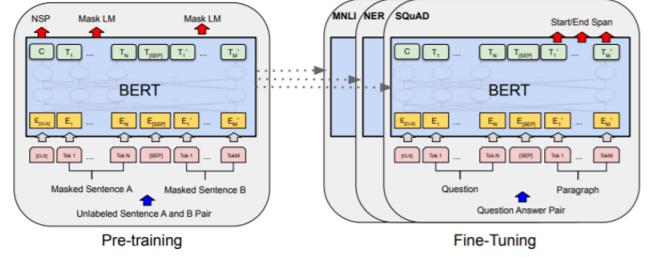 NSP Mask LM Mask LM
C T1 ... TN T[SEP] T1' ... TM'
BERT
E[CLS] E1 ... EN E[SEP] E1' ... EM'
[CLS] Tok 1 ... Tok N [SEP] Tok 1 ... TokM
Masked Sentence A Masked Sentence B
Unlabeled Sentence A and B Pair
Pre-training
MNLI NER SQuAD
Start/End Span
C T1 ... TN T[SEP] T1' ... TM'
BERT
E[CLS] E1 ... EN E[SEP] E1' ... EM'
[CLS] Tok 1 ... Tok N [SEP] Tok 1 ... TokM
Question Paragraph
Question Answer Pair
Fine-Tuning